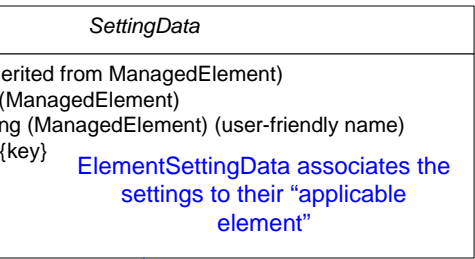 SettingData
erited from ManagedElement)
(ManagedElement)
ng (ManagedElement) (user-friendly name)
{key}
ElementSettingData associates the
settings to their “applicable
element”